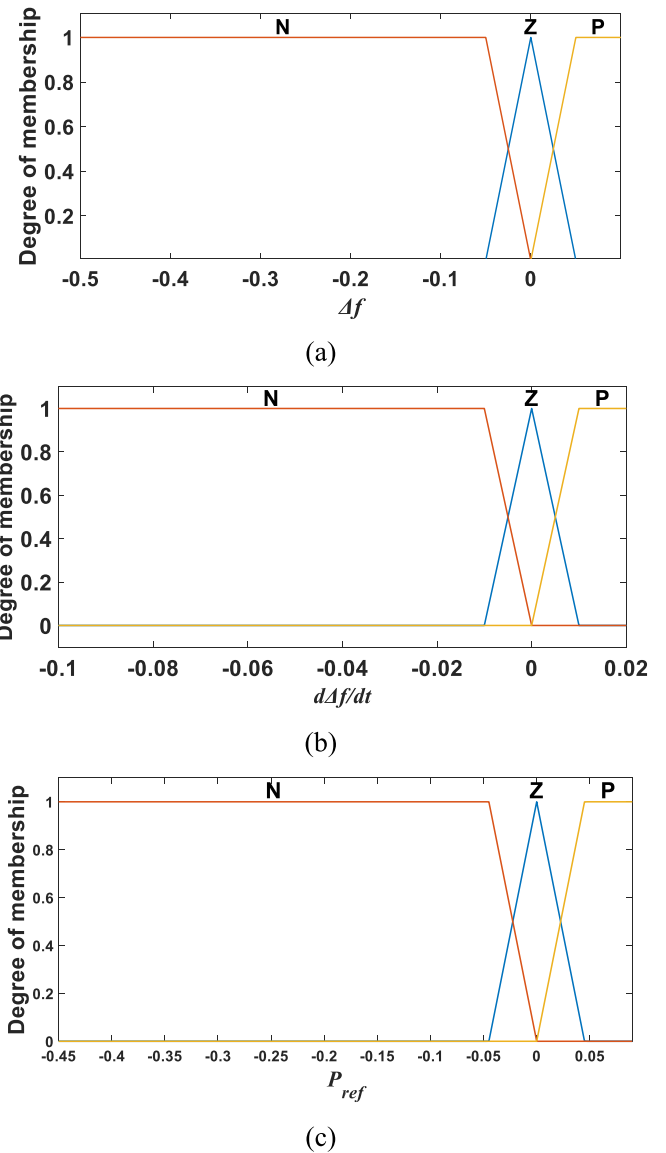 N Z P
1
0.8
0.6
0.4
0.2
Degree of membership
-0.5 -0.4 -0.3 -0.2 -0.1 0
Δf
(a)
N Z P
1
0.8
0.6
0.4
0.2
0
Degree of membership
-0.1 -0.08 -0.06 -0.04 -0.02 0 0.02
dΔf/dt
(b)
N Z P
1
0.8
0.6
0.4
0.2
0
Degree of membership
-0.45 -0.4 -0.35 -0.3 -0.25 -0.2 -0.15 -0.1 -0.05 0 0.05
P_ref
(c)